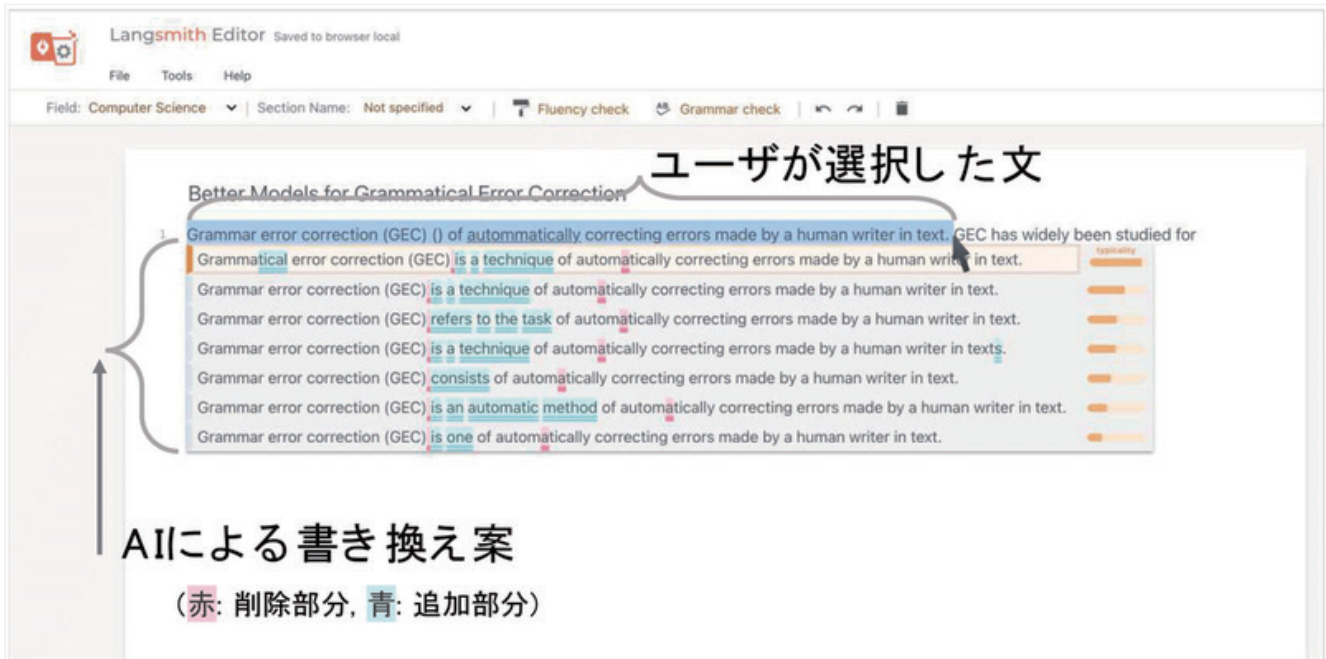 Langsmith Editor Saved to browser local
File Tools Help
Field: Computer Science Section Name: Not specified Fluency check Grammar check
ユーザが選択した文
Better Models for Grammatical Error Correction
1 Grammar error correction (GEC) () of autommatically correcting errors made by a human writer in text. GEC has widely been studied for
typicality
Grammatical error correction (GEC) is a technique of automatically correcting errors made by a human writer in text.
Grammar error correction (GEC) is a technique of automatically correcting errors made by a human writer in text.
Grammar error correction (GEC) refers to the task of automatically correcting errors made by a human writer in text.
Grammar error correction (GEC) is a technique of automatically correcting errors made by a human writer in texts.
Grammar error correction (GEC) consists of automatically correcting errors made by a human writer in text.
Grammar error correction (GEC) is an automatic method of automatically correcting errors made by a human writer in text.
Grammar error correction (GEC) is one of automatically correcting errors made by a human writer in text.
AIによる書き換え案
(赤: 削除部分, 青: 追加部分)